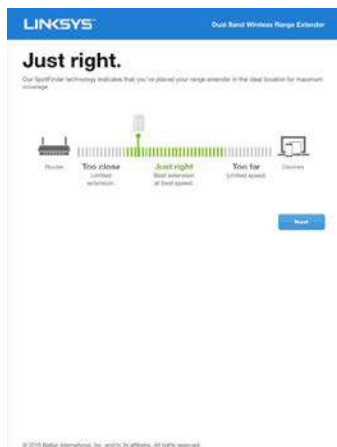 LINKSYS
Dual Band Wireless Range Extender
Just right.
Our SpotFinder technology indicates that you've placed your range extender in the ideal location for maximum
coverage.
Router
Too close
Limited
extension
Just right
Best extension
at best speed
Too far
Limited speed
Devices
Next
© 2015 Belkin International, Inc. and/or its affiliates. All rights reserved.